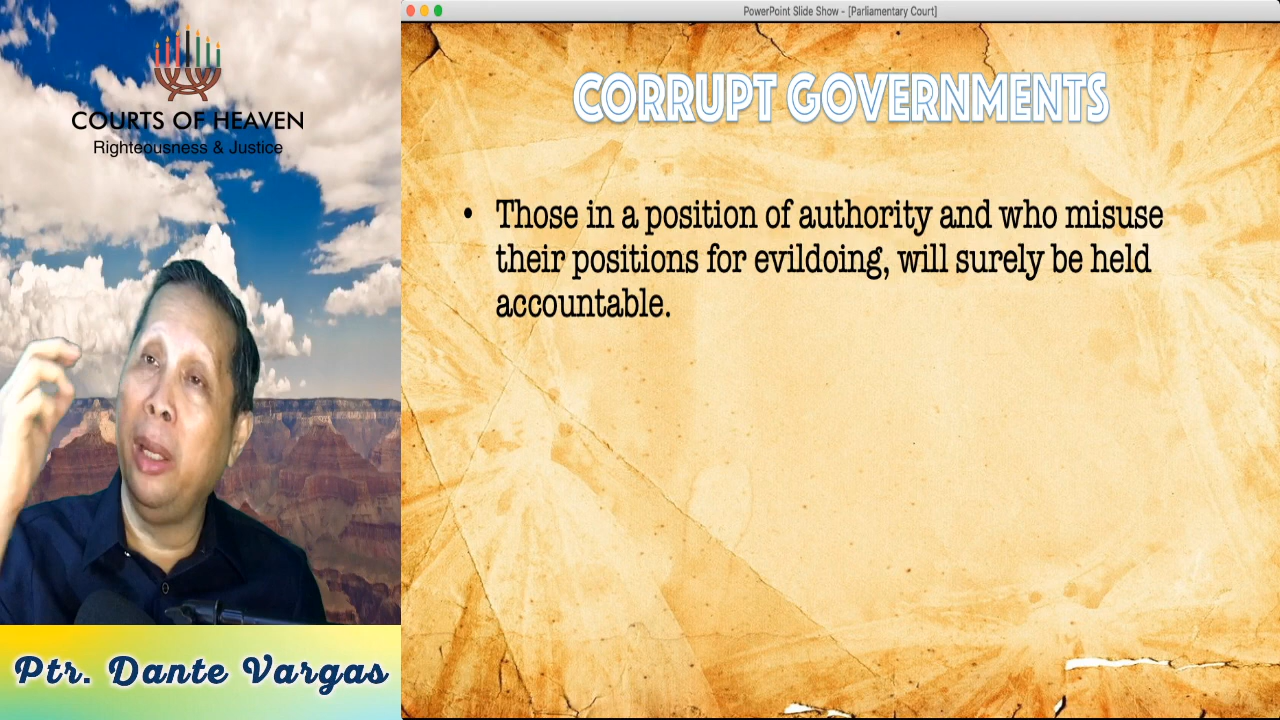 COURTS OF HEAVEN
Righteousness & Justice
Ptr. Dante Vargas
PowerPoint Slide Show - [Parliamentary Court]
CORRUPT GOVERNMENTS
• Those in a position of authority and who misuse
their positions for evildoing, will surely be held
accountable.